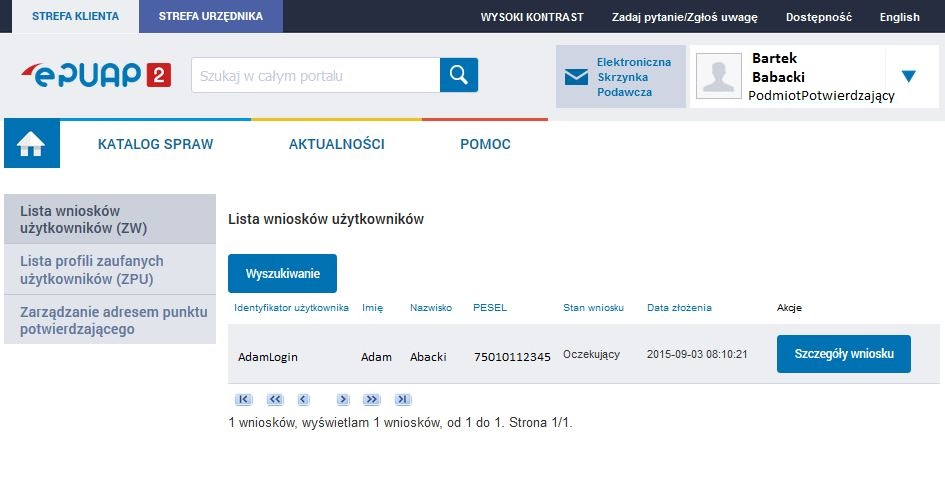 STREFA KLIENTA STREFA URZĘDNIKA WYSOKI KONTRAST Zadaj pytanie/Zgłoś uwagę Dostępność English
ePUAP 2
Szukaj w całym portalu
Elektroniczna
Skrzynka
Podawcza
Bartek
Babacki
PodmiotPotwierdzający
KATALOG SPRAW AKTUALNOŚCI POMOC
Lista wniosków
użytkowników (ZW)
Lista profili zaufanych
użytkowników (ZPU)
Zarządzanie adresem punktu
potwierdzającego
Lista wniosków użytkowników
Wyszukiwanie
Identyfikator użytkownika Imię Nazwisko PESEL Stan wniosku Data złożenia Akcje
AdamLogin Adam Abacki 75010112345 Oczekujący 2015-09-03 08:10:21 Szczegóły wniosku
1 wniosków, wyświetlam 1 wniosków, od 1 do 1. Strona 1/1.